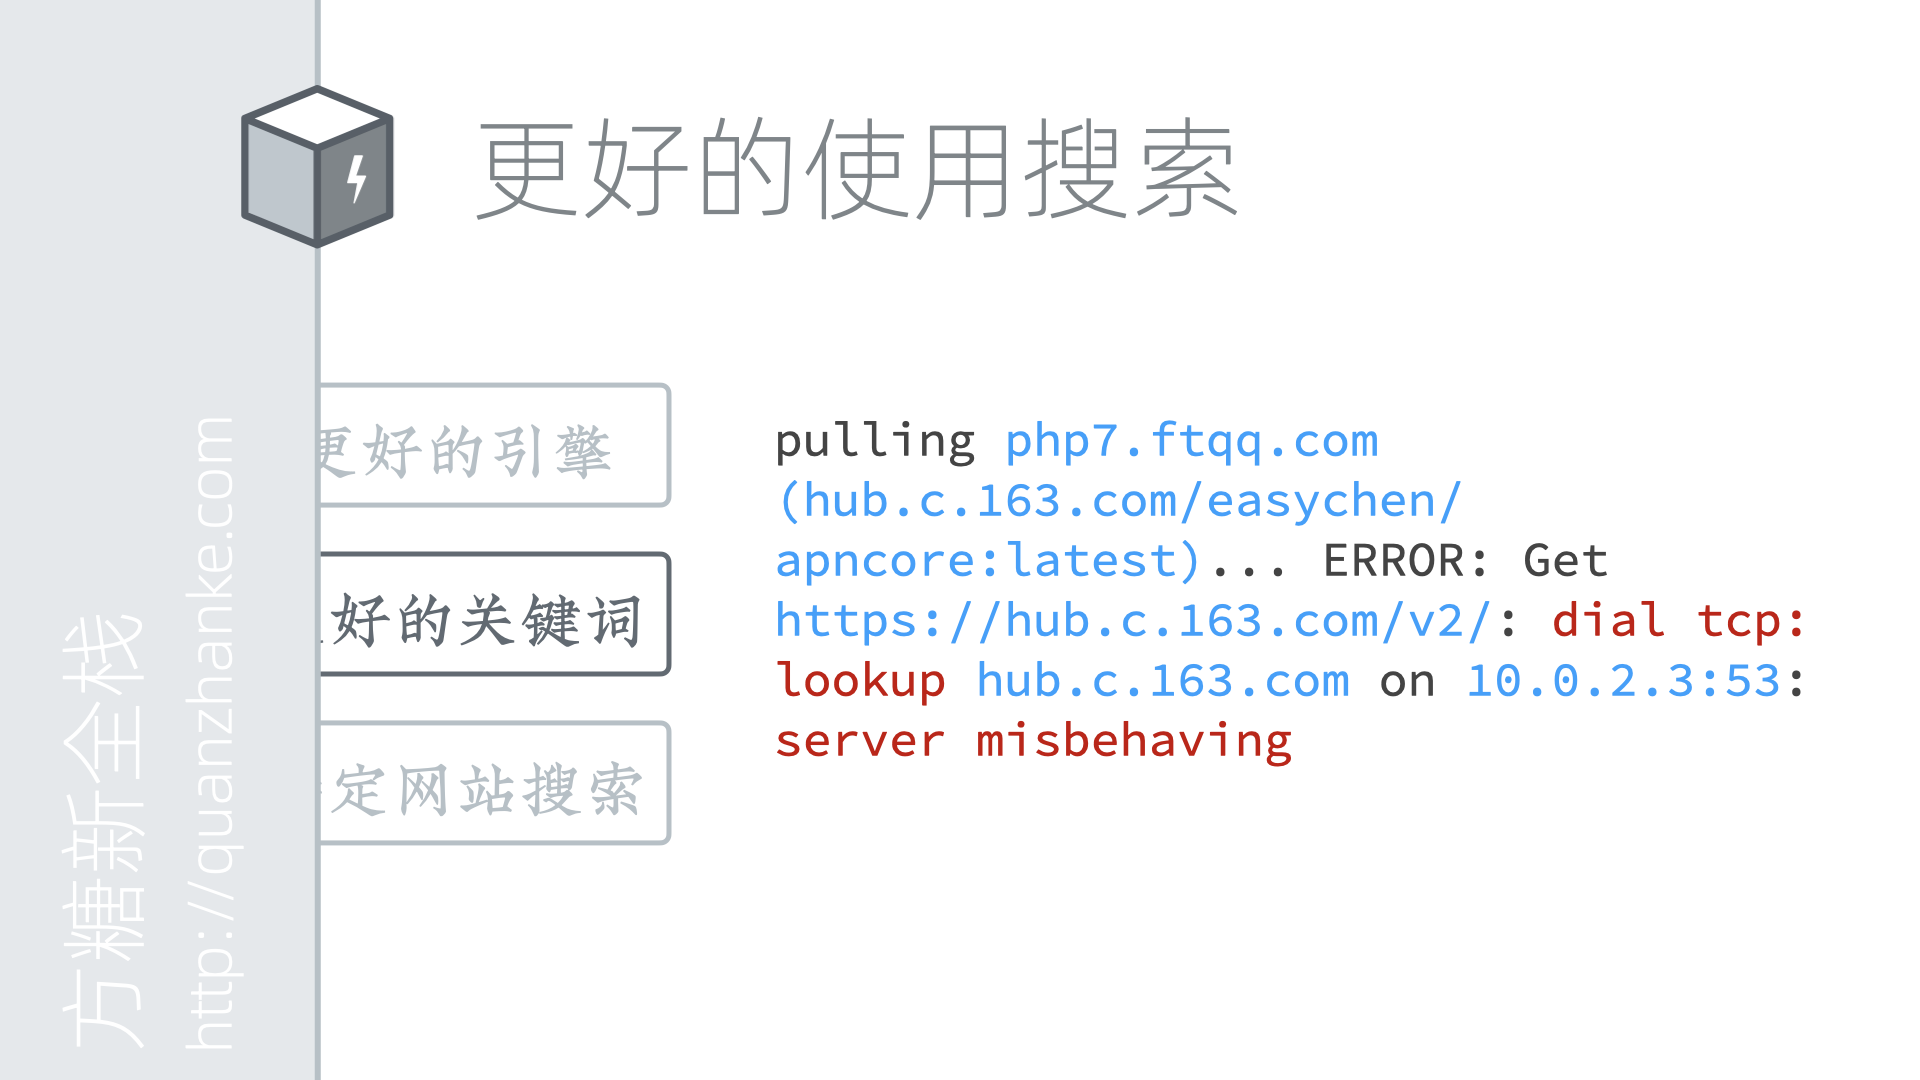 更好的使用搜索
更好的引擎
好的关键词
定网站搜索
pulling php7.ftqq.com
(hub.c.163.com/easychen/
apncore:latest)... ERROR: Get
https://hub.c.163.com/v2/: dial tcp:
lookup hub.c.163.com on 10.0.2.3:53:
server misbehaving
方糖新全栈
http://quanzhanke.com